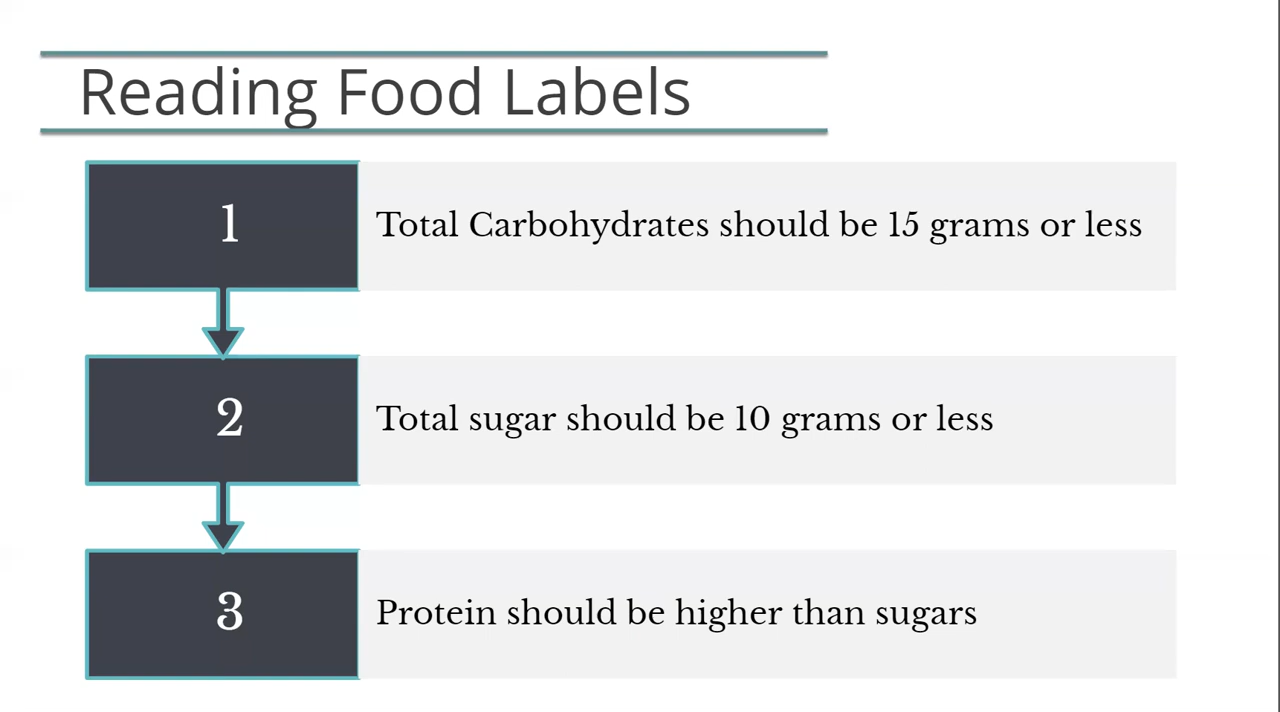 Reading Food Labels
1
Total Carbohydrates should be 15 grams or less
2
Total sugar should be 10 grams or less
3
Protein should be higher than sugars